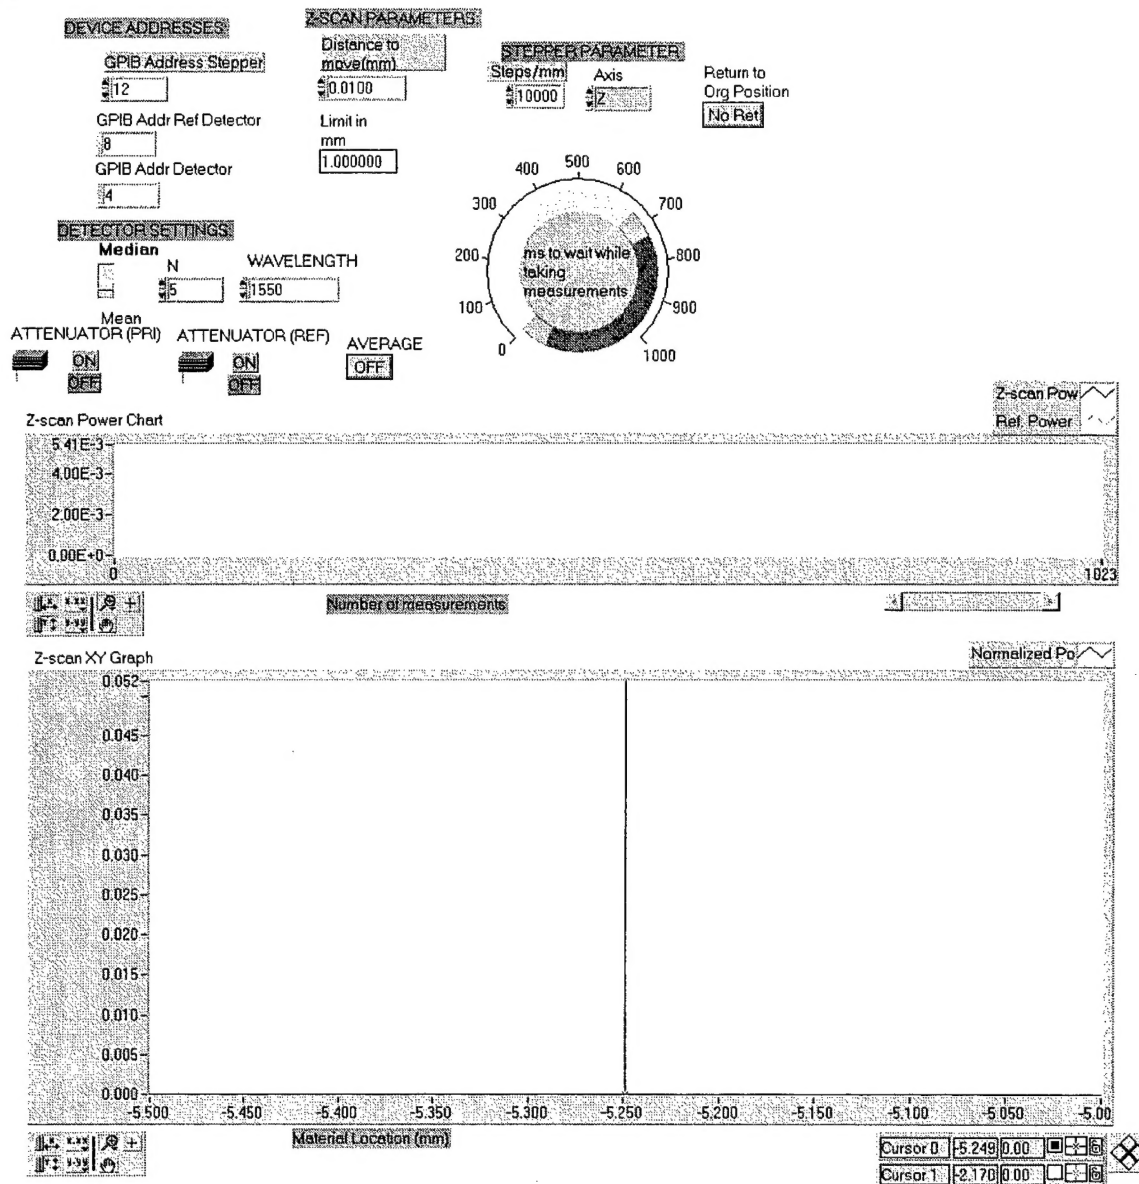 DEVICE ADDRESSES:
GPIB Address Stepper
12
GPIB Addr Ref Detector
8
GPIB Addr Detector
4
Z-SCAN PARAMETERS:
Distance to
move(mm)
0.0100
Limit in
mm
1.000000
STEPPER PARAMETER
Steps/mm
10000
Axis
Z
Return to
Org Position
No Ret
DETECTOR SETTINGS:
Median
Mean
N
5
WAVELENGTH
1550
ATTENUATOR (PRI)
ON
OFF
ATTENUATOR (REF)
ON
OFF
AVERAGE
OFF
0
100
200
300
400
500
600
700
800
900
1000
ms to wait while
taking
measurements
Z-scan Pow
Ref. Power
Z-scan Power Chart
5.41E-3
4.00E-3
2.00E-3
0.00E+0
0
1023
Number of measurements
Z-scan XY Graph
Normalized Po
0.052
0.045
0.040
0.035
0.030
0.025
0.020
0.015
0.010
0.005
0.000
-5.500 -5.450 -5.400 -5.350 -5.300 -5.250 -5.200 -5.150 -5.100 -5.050 -5.00
Material Location (mm)
Cursor 0 -5.249 0.00
Cursor 1 -2.170 0.00